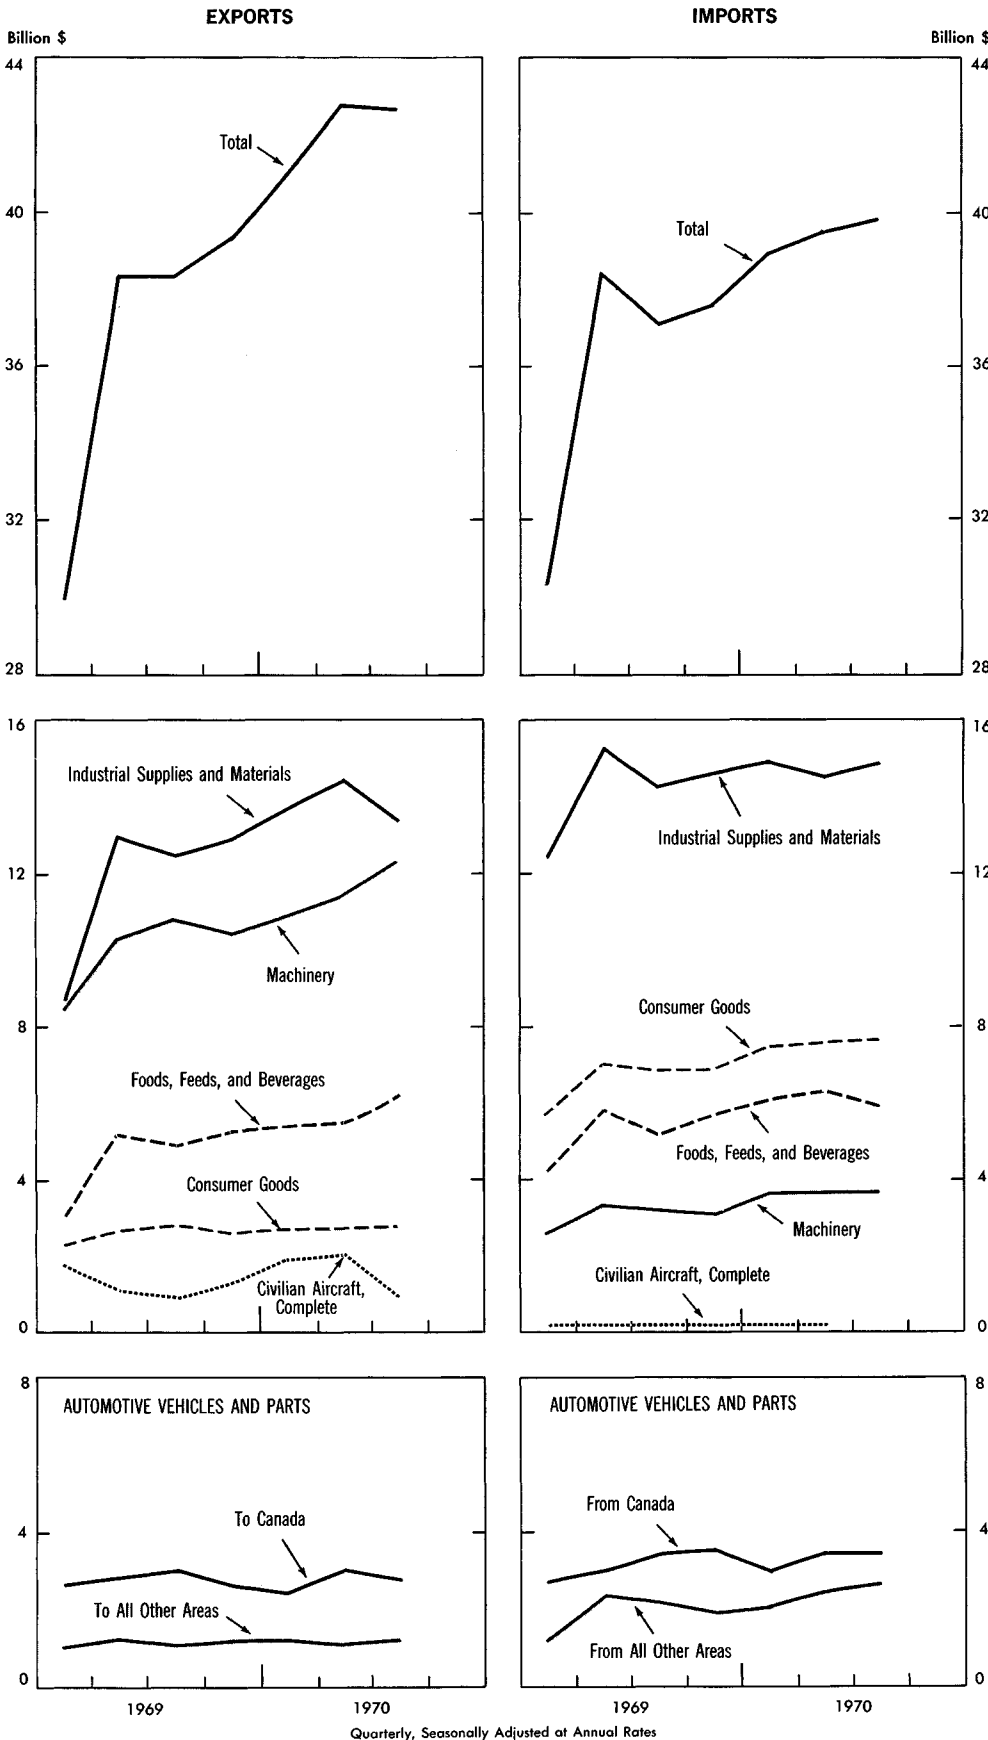 EXPORTS
Billion $
44
40
36
32
28
Total
IMPORTS
Billion $
44
40
36
32
28
Total
16
12
8
4
0
Industrial Supplies and Materials
Machinery
Foods, Feeds, and Beverages
Consumer Goods
Civilian Aircraft,
Complete
16
12
8
4
0
Industrial Supplies and Materials
Consumer Goods
Foods, Feeds, and Beverages
Machinery
Civilian Aircraft, Complete
8
4
0
AUTOMOTIVE VEHICLES AND PARTS
To Canada
To All Other Areas
1969
1970
8
4
0
AUTOMOTIVE VEHICLES AND PARTS
From Canada
From All Other Areas
1969
1970
Quarterly, Seasonally Adjusted at Annual Rates